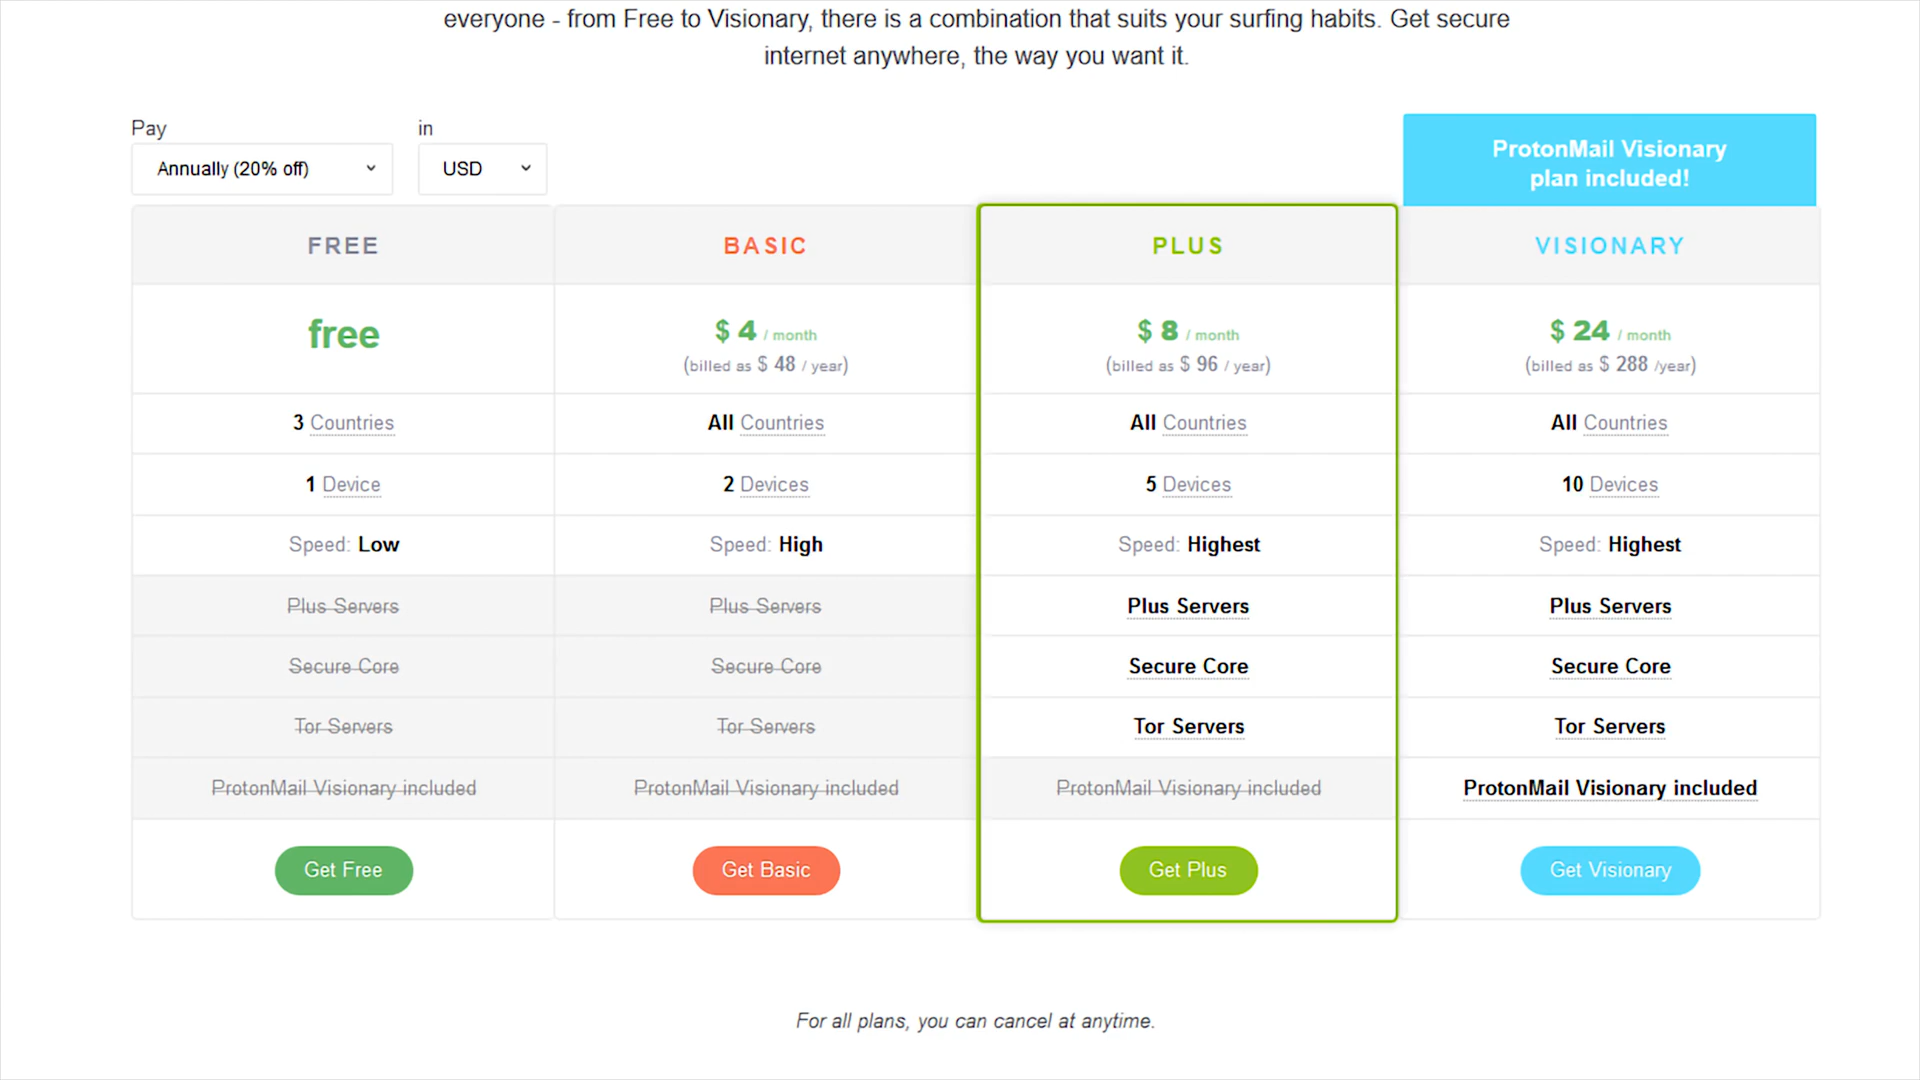 everyone - from Free to Visionary, there is a combination that suits your surfing habits. Get secure
internet anywhere, the way you want it.
Pay in
Annually (20% off) USD
ProtonMail Visionary
plan included!
FREE BASIC PLUS VISIONARY
free $ 4 / month $ 8 / month $ 24 / month
(billed as $ 48 / year) (billed as $ 96 / year) (billed as $ 288 /year)
3 Countries All Countries All Countries All Countries
1 Device 2 Devices 5 Devices 10 Devices
Speed: Low Speed: High Speed: Highest Speed: Highest
Plus Servers Plus Servers Plus Servers Plus Servers
Secure Core Secure Core Secure Core Secure Core
Tor Servers Tor Servers Tor Servers Tor Servers
ProtonMail Visionary included ProtonMail Visionary included ProtonMail Visionary included ProtonMail Visionary included
Get Free Get Basic Get Plus Get Visionary
For all plans, you can cancel at anytime.